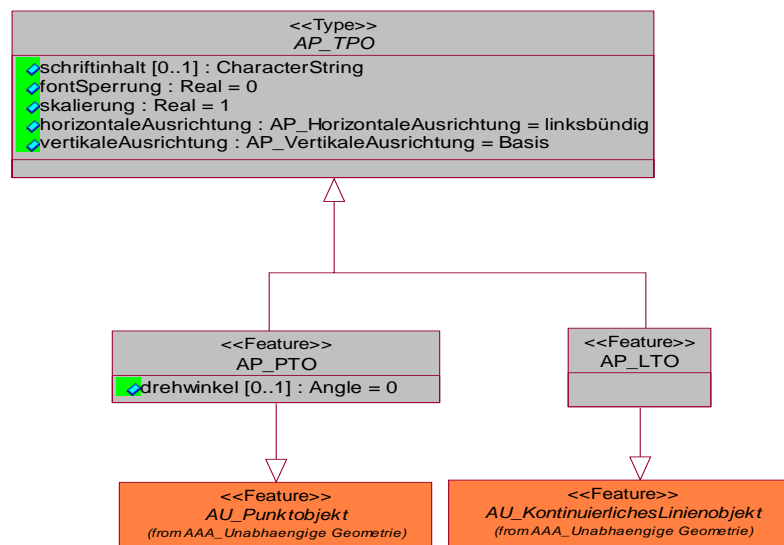 <<Type>>
AP_TPO
schriftinhalt [0..1] : CharacterString
fontSperrung : Real = 0
skalierung : Real = 1
horizontaleAusrichtung : AP_HorizontaleAusrichtung = linksbündig
vertikaleAusrichtung : AP_VertikaleAusrichtung = Basis
<<Feature>>
AP_PTO
drehwinkel [0..1] : Angle = 0
<<Feature>>
AP_LTO
<<Feature>>
AU_Punktobjekt
(from AAA_Unabhaengige Geometrie)
<<Feature>>
AU_KontinuierlichesLinienobjekt
(from AAA_Unabhaengige Geometrie)